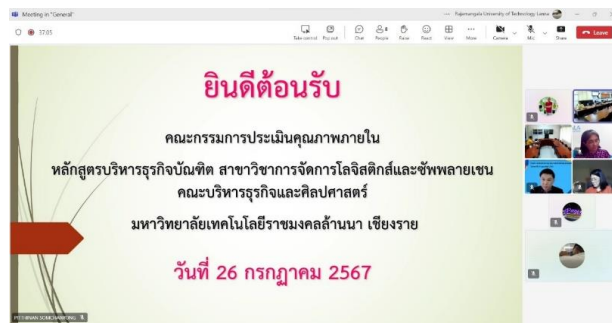 Meeting in "General"
Rajamangala University of Technology Lanna
37:05
Take control Pop out Chat People Raise React View More Camera Mic Share Leave
ยินดีต้อนรับ
คณะกรรมการประเมินคุณภาพภายใน
หลักสูตรบริหารธุรกิจบัณฑิต สาขาวิชาการจัดการโลจิสติกส์และซัพพลายเชน
คณะบริหารธุรกิจและศิลปศาสตร์
มหาวิทยาลัยเทคโนโลยีราชมงคลล้านนา เชียงราย
วันที่ 26 กรกฎาคม 2567